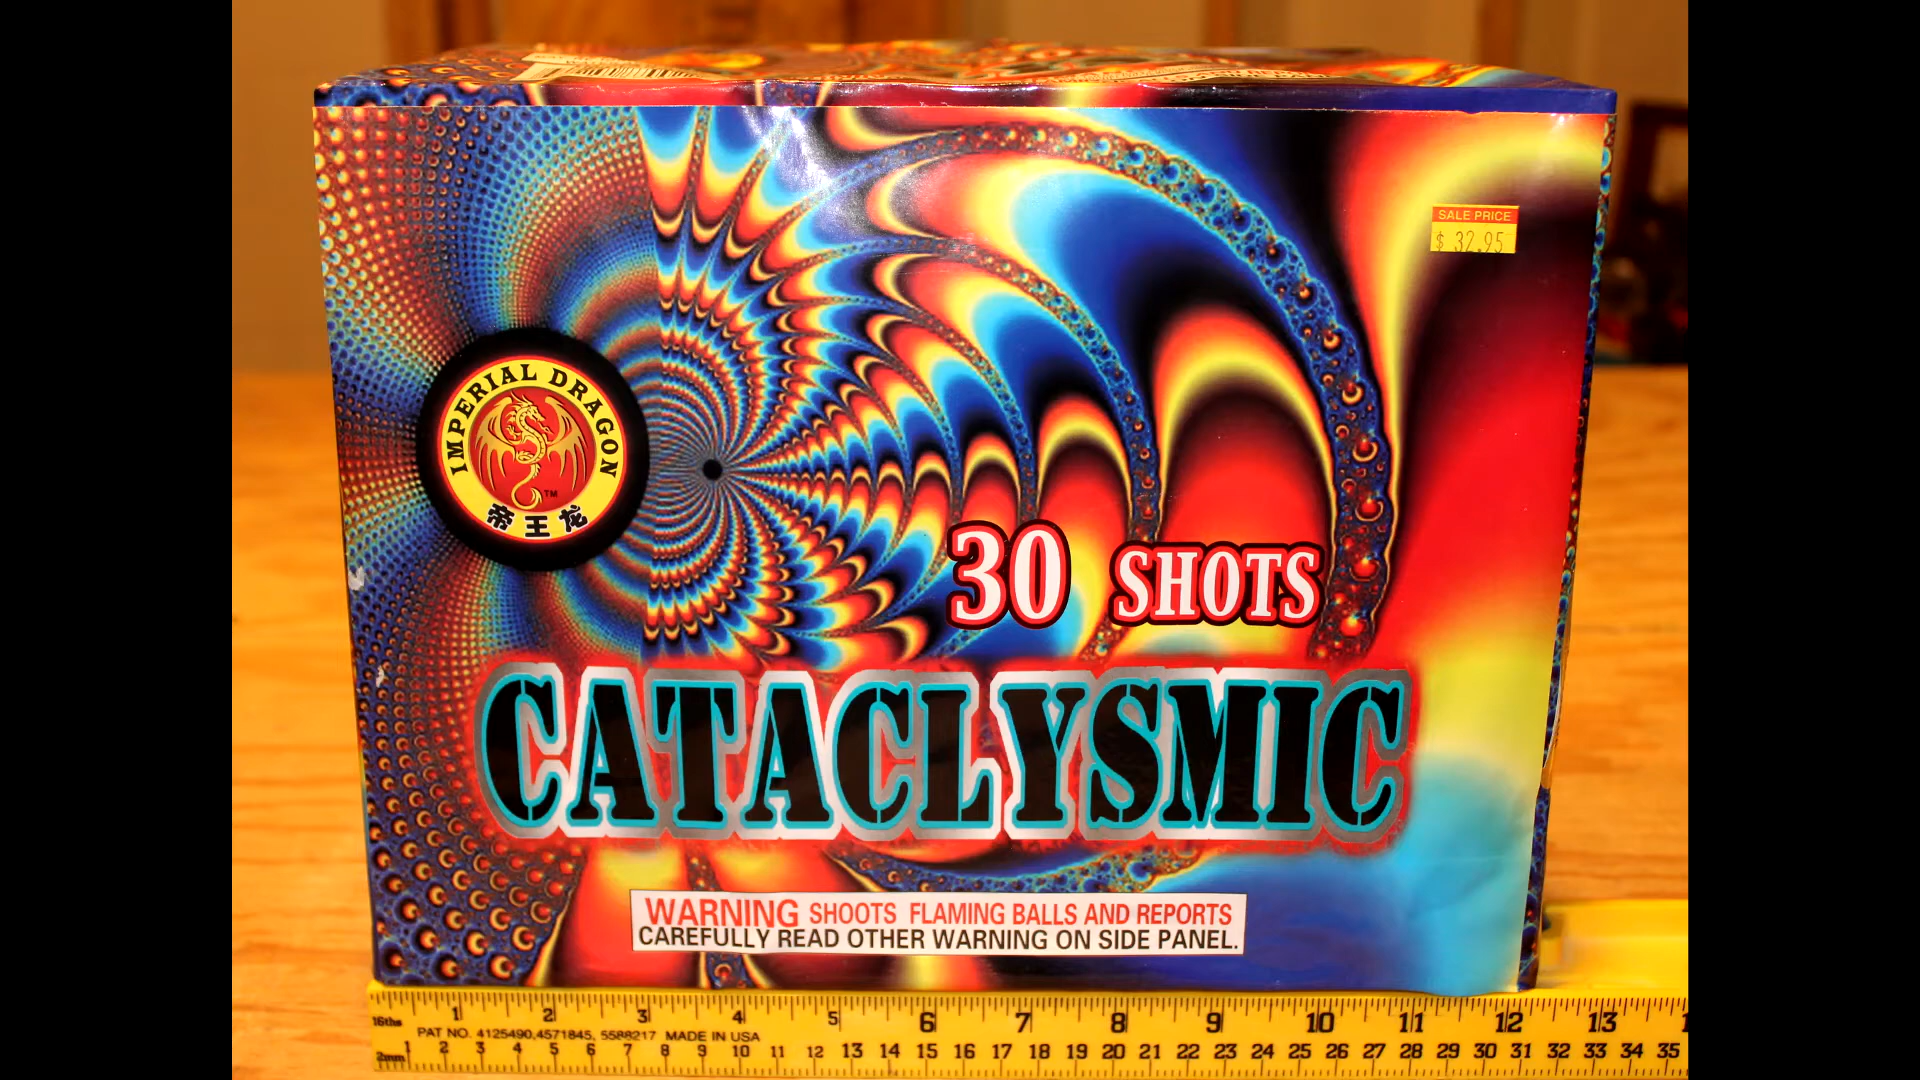 SALE PRICE
$ 32.95
IMPERIAL DRAGON
TM
帝王龙
30 SHOTS
CATACLYSMIC
WARNING SHOOTS FLAMING BALLS AND REPORTS
CAREFULLY READ OTHER WARNING ON SIDE PANEL.
16ths 1 2 3 4 5 6 7 8 9 10 11 12 13 1
PAT NO. 4125490,4571845, 5588217 MADE IN USA
2mm 1 2 3 4 5 6 7 8 9 10 11 12 13 14 15 16 17 18 19 20 21 22 23 24 25 26 27 28 29 30 31 32 33 34 35